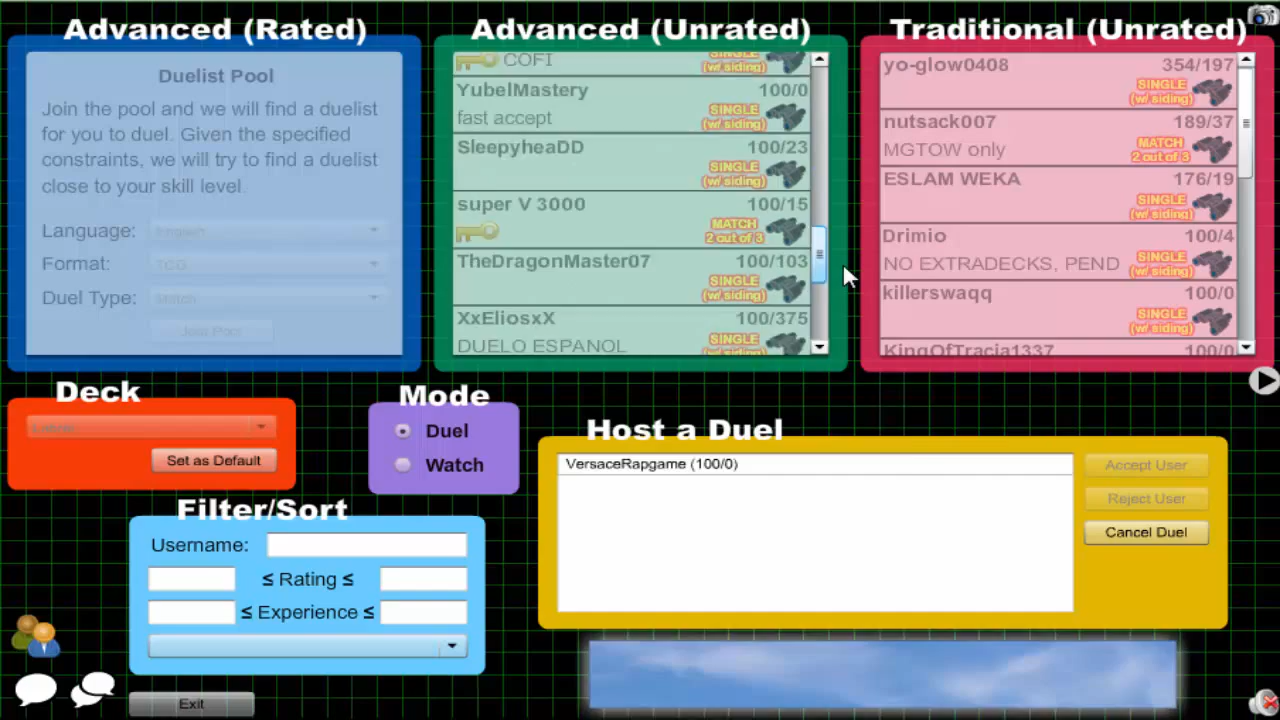 Advanced (Rated)
Duelist Pool
Join the pool and we will find a duelist
for you to duel. Given the specified
constraints, we will try to find a duelist
close to your skill level.
Language:
Format: TCG
Duel Type: Match
Join Pool
Advanced (Unrated)
COFI SINGLE
(w/ siding)
YubelMastery 100/0
fast accept SINGLE
(w/ siding)
SleepyheaDD 100/23
SINGLE
(w/ siding)
super V 3000 100/15
MATCH
2 out of 3
TheDragonMaster07 100/103
SINGLE
(w/ siding)
XxEliosxX 100/375
DUELO ESPANOL SINGLE
(w/ siding)
Traditional (Unrated)
yo-glow0408 354/197
SINGLE
(w/ siding)
nutsack007 189/37
MGTOW only MATCH
2 out of 3
ESLAM WEKA 176/19
SINGLE
(w/ siding)
Drimio 100/4
NO EXTRADECKS, PEND SINGLE
(w/ siding)
killerswaqq 100/0
SINGLE
(w/ siding)
KingOfTracia1337 100/0
Deck
Set as Default
Mode
Duel
Watch
Host a Duel
VersaceRapgame (100/0)
Accept User
Reject User
Cancel Duel
Filter/Sort
Username:
≤ Rating ≤
≤ Experience ≤
Exit